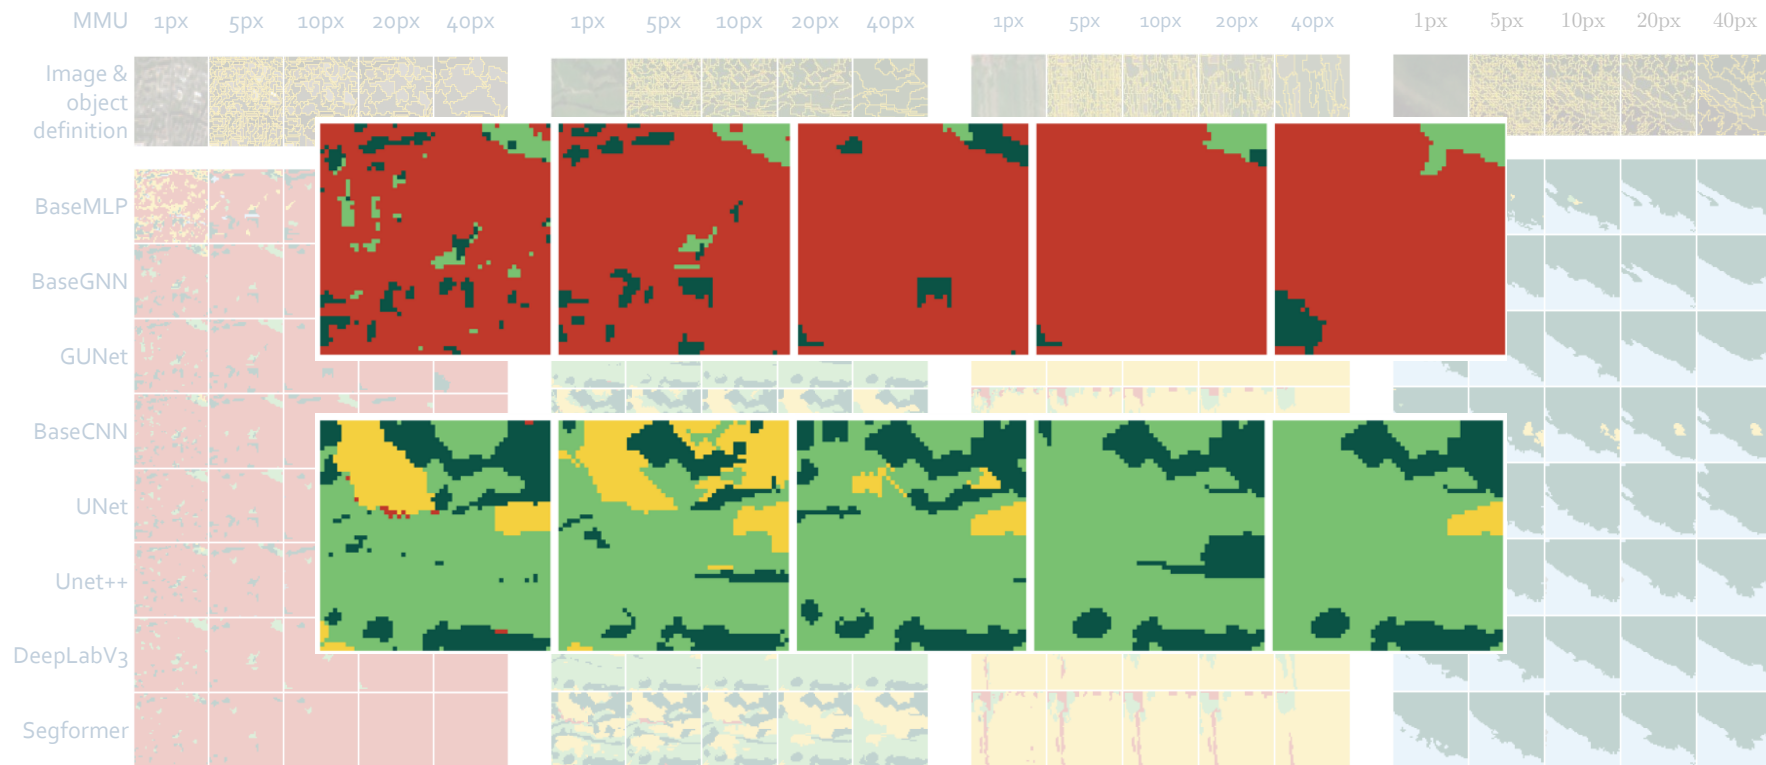 MMU 1px 5px 10px 20px 40px 1px 5px 10px 20px 40px 1px 5px 10px 20px 40px 1px 5px 10px 20px 40px
Image &
object
definition
BaseMLP
BaseGNN
GUNet
BaseCNN
UNet
Unet++
DeepLabV3
Segformer